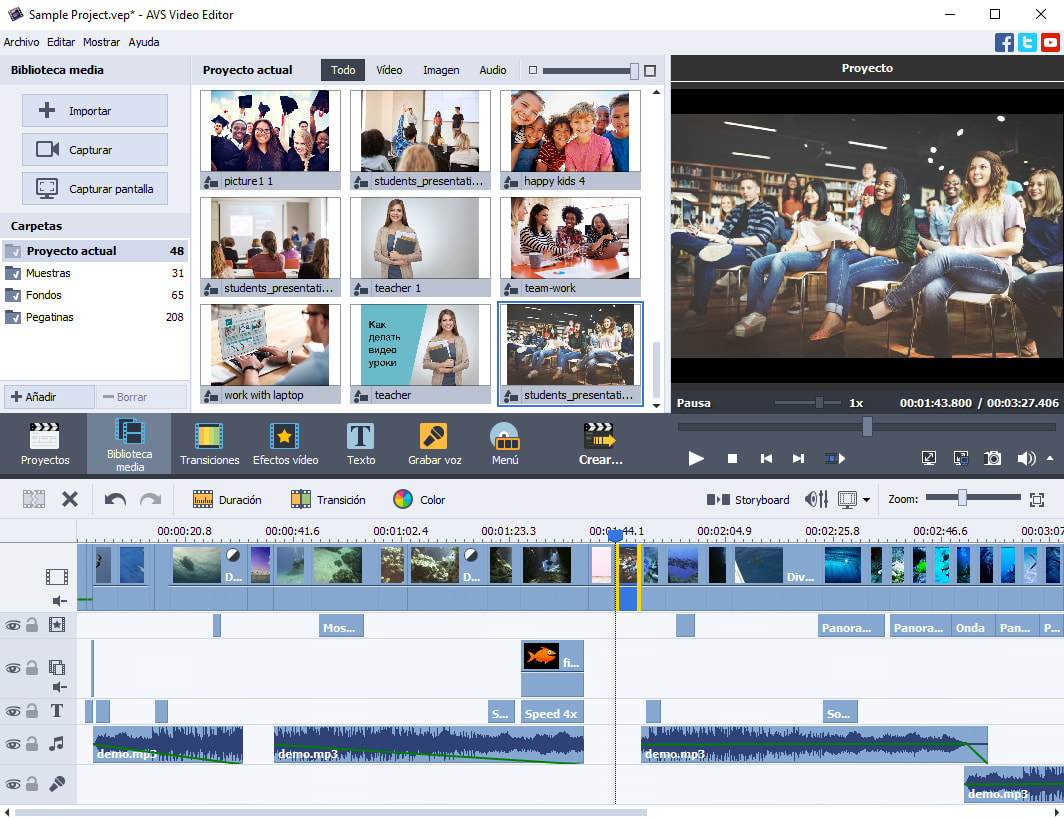 Sample Project.vep* - AVS Video Editor
Archivo Editar Mostrar Ayuda
Biblioteca media
Importar
Capturar
Capturar pantalla
Carpetas
Proyecto actual 48
Muestras 31
Fondos 65
Pegatinas 208
Añadir
Borrar
Proyecto actual Todo Vídeo Imagen Audio
picture1 1
students_presentati...
happy kids 4
students_presentati...
teacher 1
team-work
Как
делать
видео
уроки
work with laptop
teacher
students_presentati...
Proyecto
Pausa 1x 00:01:43.800 / 00:03:27.406
Proyectos
Biblioteca
media
Transiciones
Efectos vídeo
Texto
Grabar voz
Menú
Crear...
Duración Transición Color Storyboard Zoom:
00:00:20.8 00:00:41.6 00:01:02.4 00:01:23.3 00:01:44.1 00:02:04.9 00:02:25.8 00:02:46.6 00:03:07
D... D... Div...
Mos... Panora... Panora... Onda Pan... P...
fi...
S... Speed 4x So...
demo.mp3 demo.mp3 demo.mp3
demo.mp3